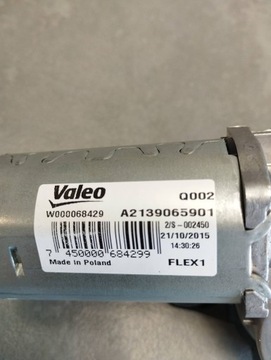 Valeo
Q002
W000068429
A2139065901
2/S-002450
21/10/2015
14:30:26
7 450000 684299
Made in Poland
FLEX1